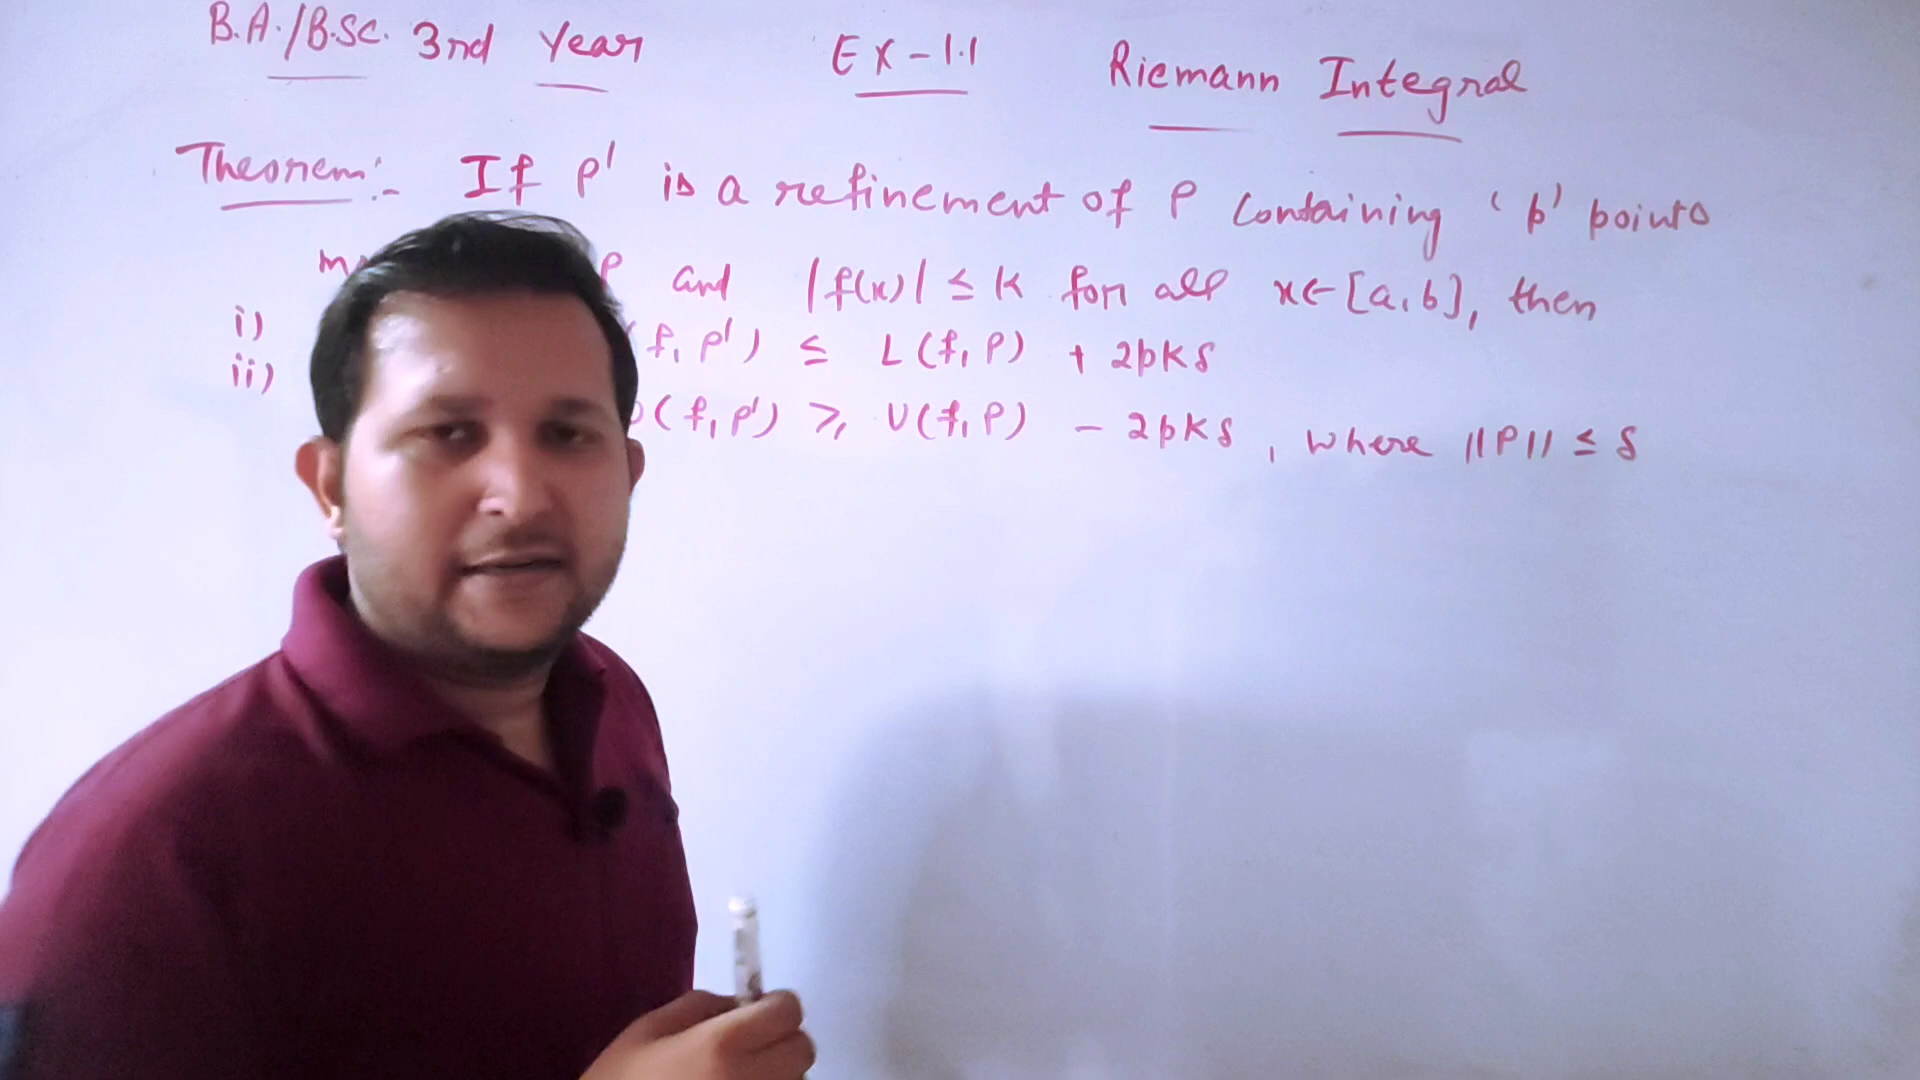 B.A./B.SC. 3rd Year EX-1.1 Riemann Integral
Theorem:- If P' is a refinement of P containing 'p' points
P and |f(x)| ≤ K for all x∈[a,b], then
i) (f,P') ≤ L(f,P) + 2pKδ
ii) (f,P') ≥ U(f,P) - 2pKδ, where ||P|| ≤ δ